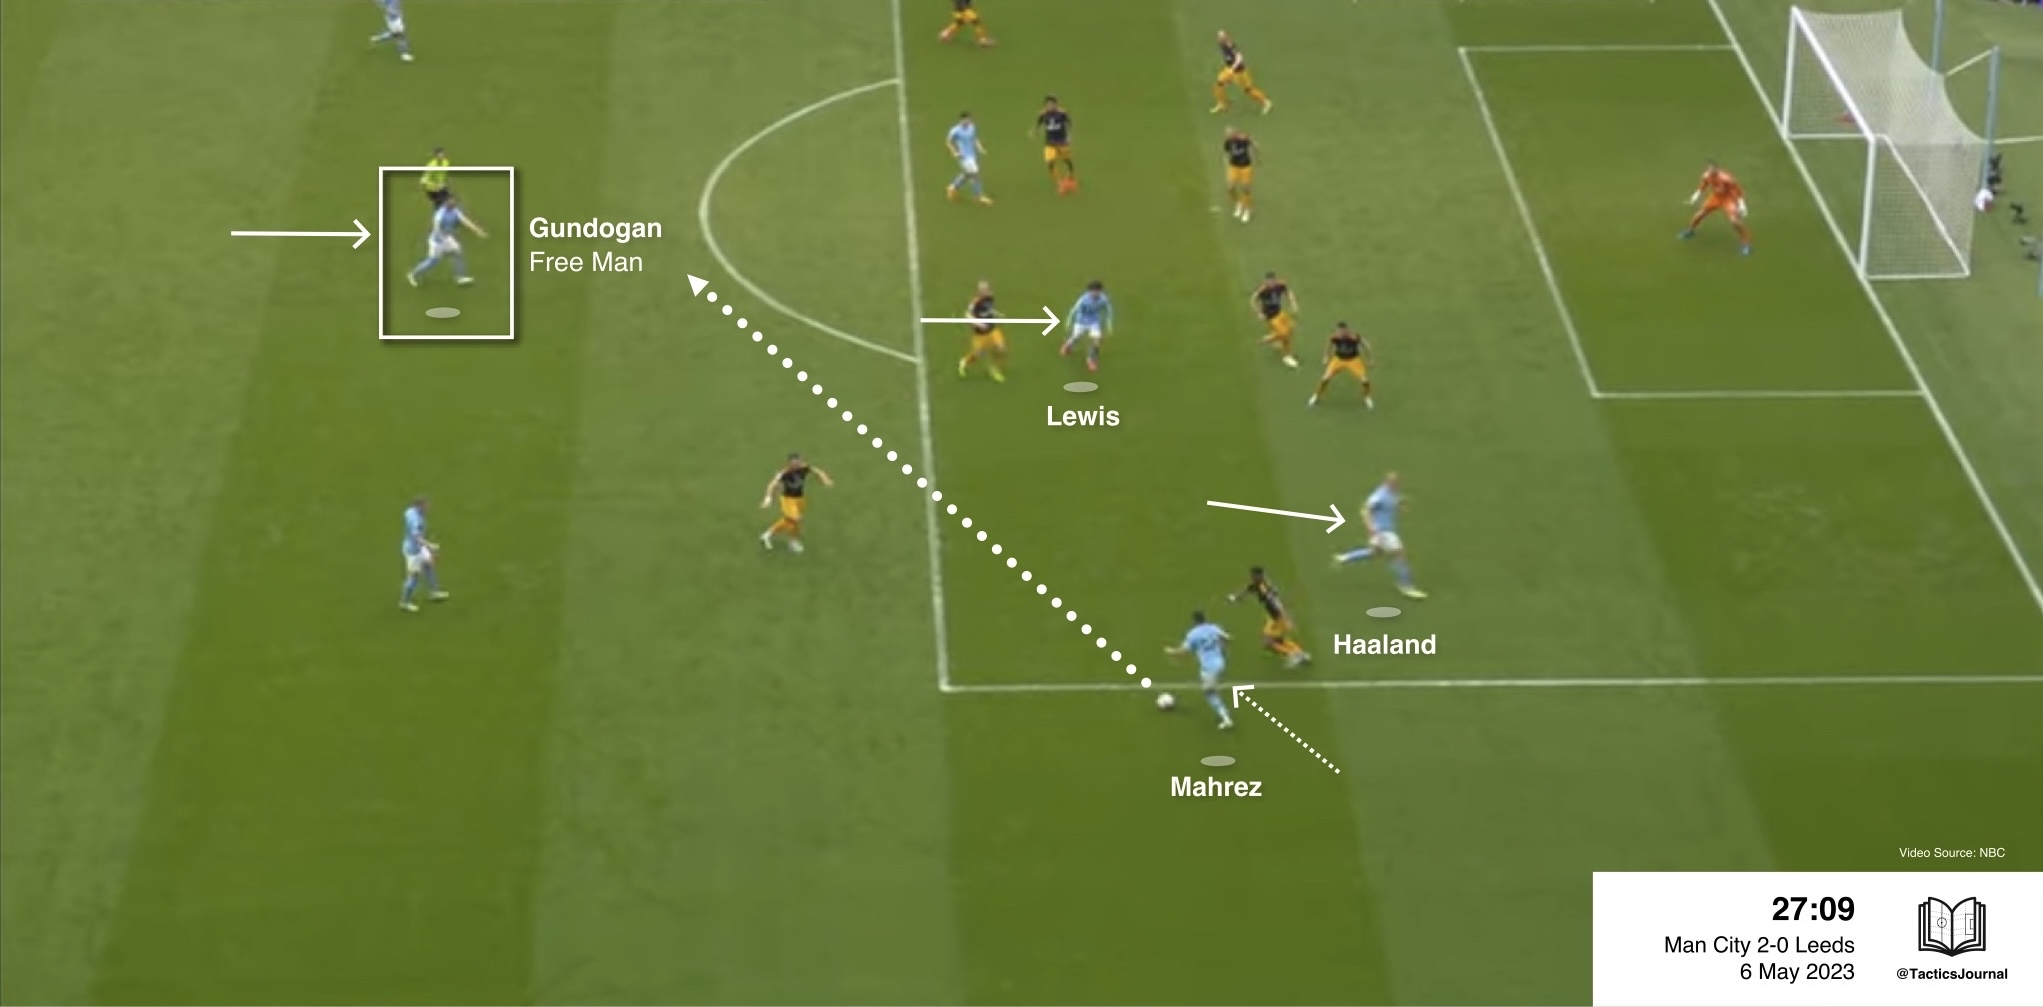 Gundogan
Free Man
Lewis
Haaland
Mahrez
Video Source: NBC
27:09
Man City 2-0 Leeds
6 May 2023
@TacticsJournal